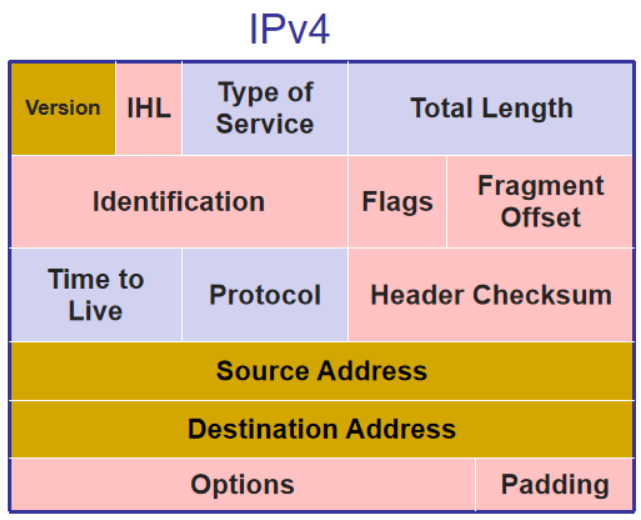 IPv4
Version IHL Type of Service Total Length
Identification Flags Fragment Offset
Time to Live Protocol Header Checksum
Source Address
Destination Address
Options Padding